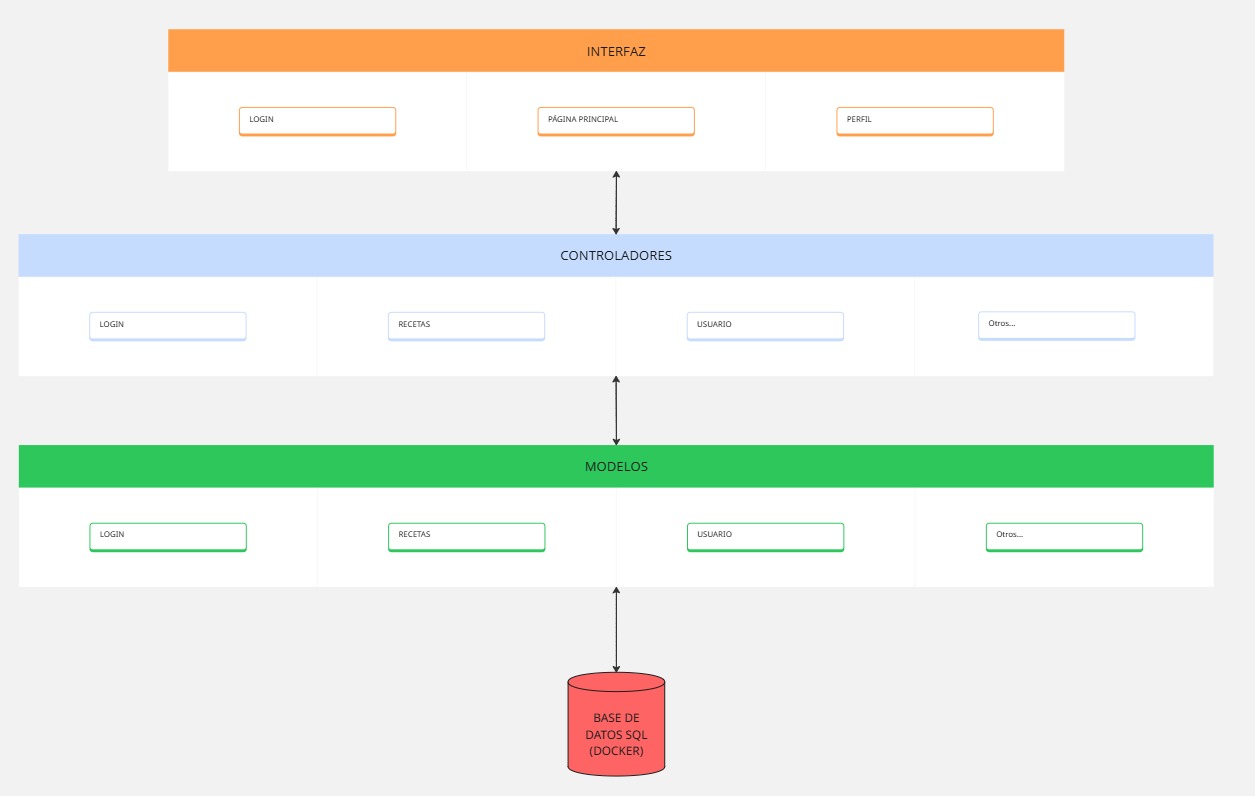 INTERFAZ
LOGIN
PÁGINA PRINCIPAL
PERFIL
CONTROLADORES
LOGIN
RECETAS
USUARIO
Otros...
MODELOS
LOGIN
RECETAS
USUARIO
Otros...
BASE DE
DATOS SQL
(DOCKER)